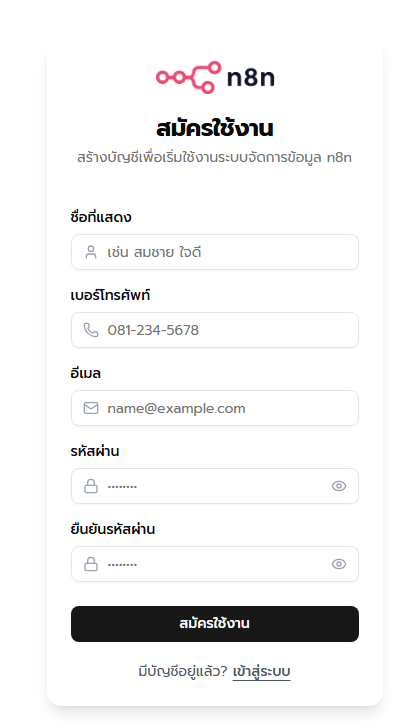 n8n
สมัครใช้งาน
สร้างบัญชีเพื่อเริ่มใช้งานระบบจัดการข้อมูล n8n
ชื่อที่แสดง
เช่น สมชาย ใจดี
เบอร์โทรศัพท์
081-234-5678
อีเมล
name@example.com
รหัสผ่าน
••••••••
ยืนยันรหัสผ่าน
••••••••
สมัครใช้งาน
มีบัญชีอยู่แล้ว? เข้าสู่ระบบ